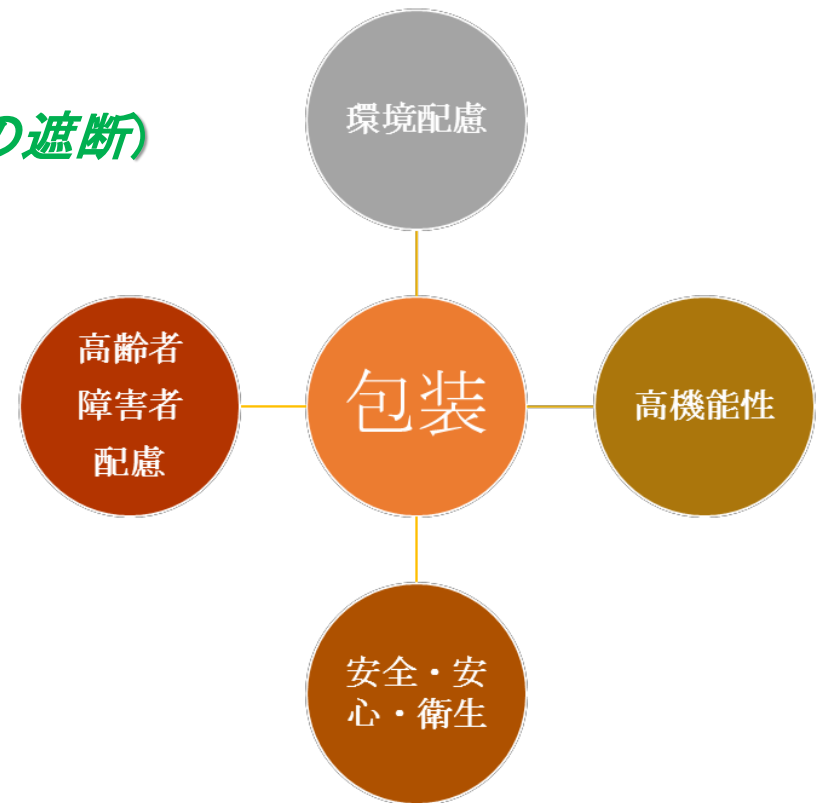 環境配慮
の遮断)
高齢者
障害者
配慮
包装
高機能性
安全・安
心・衛生